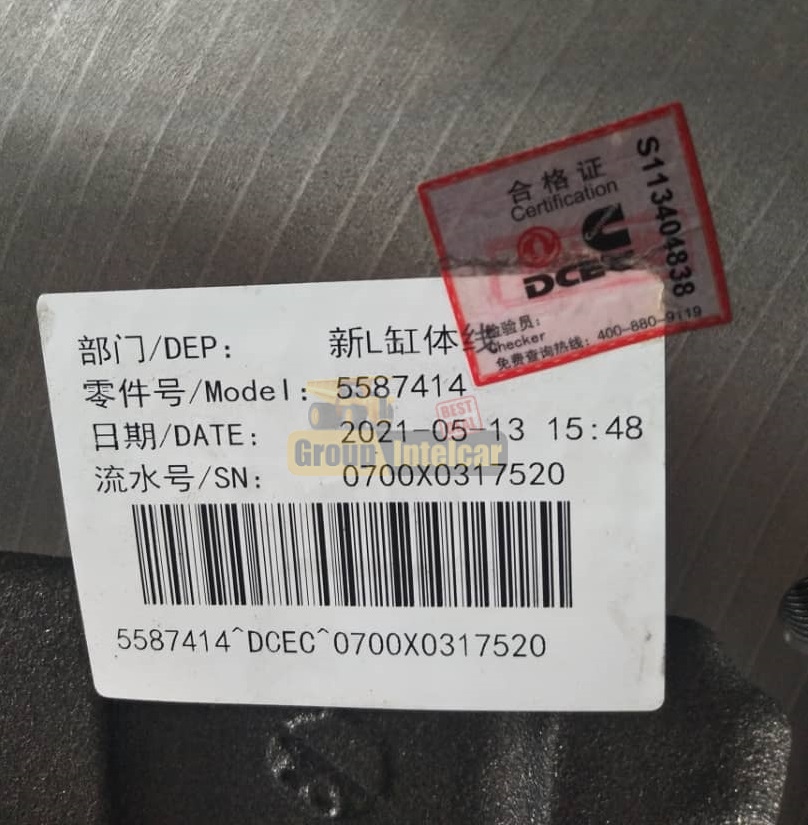 合格证
Certification
DCEC
S113404838
检验员:
Checker
免费查询热线: 400-880-9119
部门/DEP: 新L缸体线
零件号/Model: 5587414
日期/DATE: 2021-05-13 15:48
流水号/SN: 0700X0317520
BEST
Group Intelcar
5587414^DCEC^0700X0317520